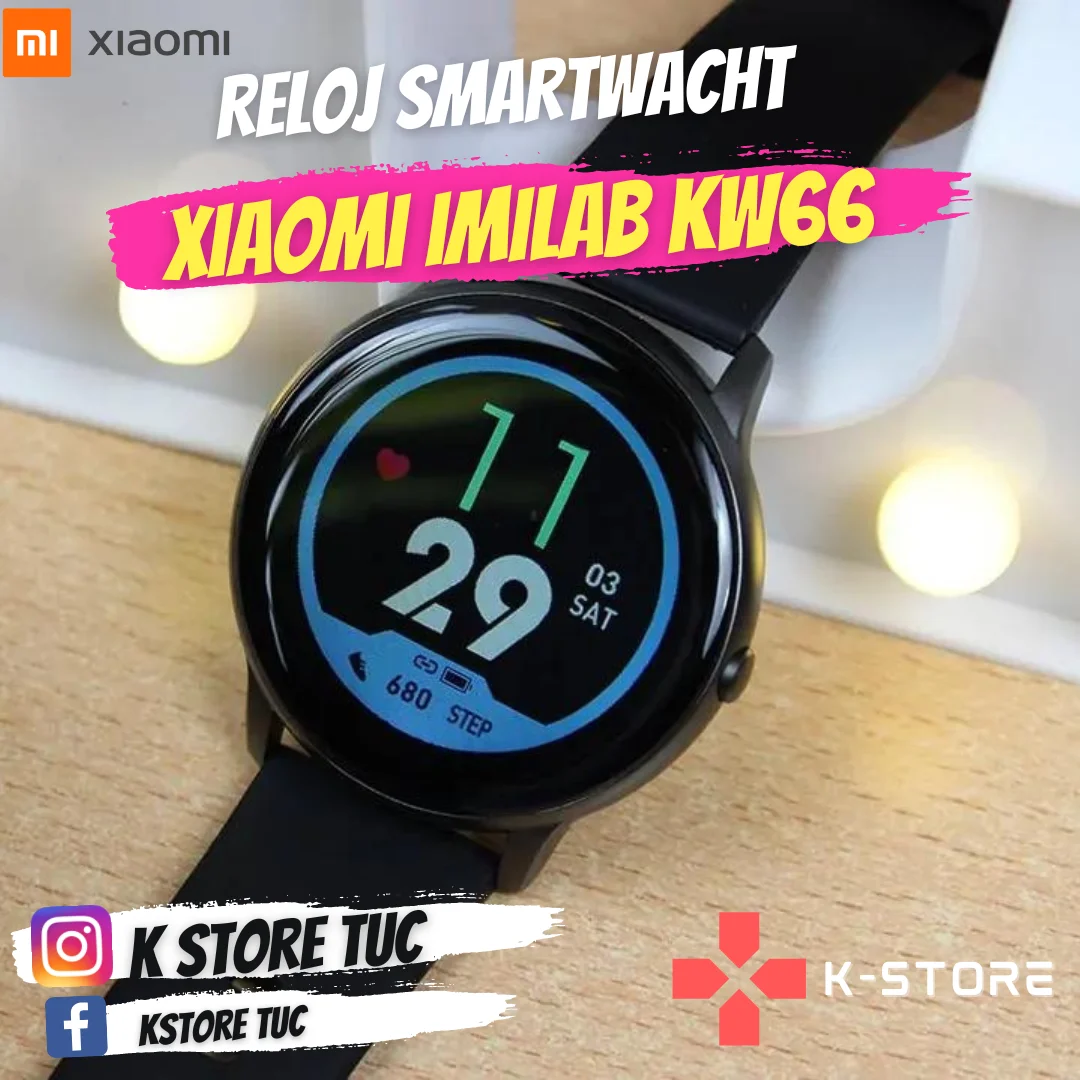 mi xiaomi
RELOJ SMARTWACHT
XIAOMI IMILAB KW66
11
29
03
SAT
680 STEP
K STORE TUC
KSTORE TUC
K-STORE